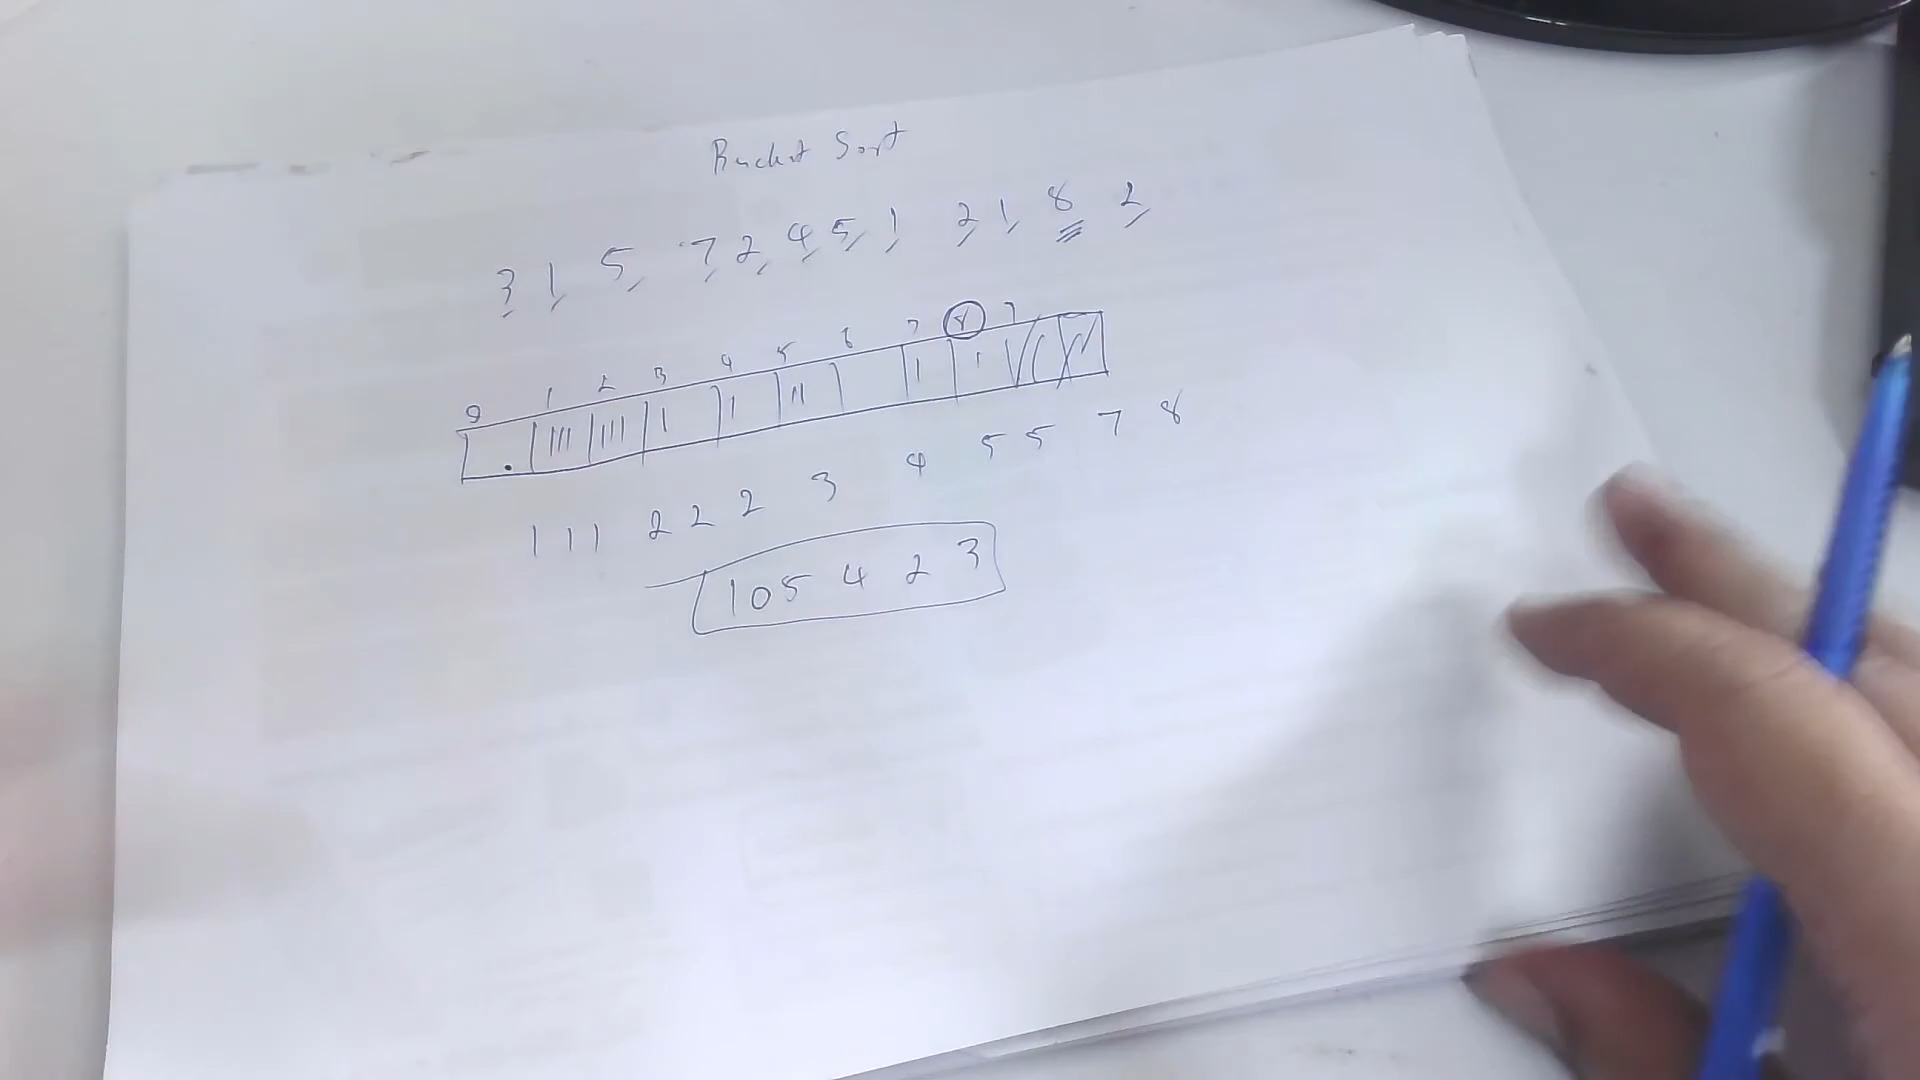 Bucket Sort
3 1 5 7 2 4 5 1 2 1 8 2
0 1 2 3 4 5 6 7 8 9
||| ||| | | || | |
1 1 1 2 2 2 3 4 5 5 7 8
105 4 2 3